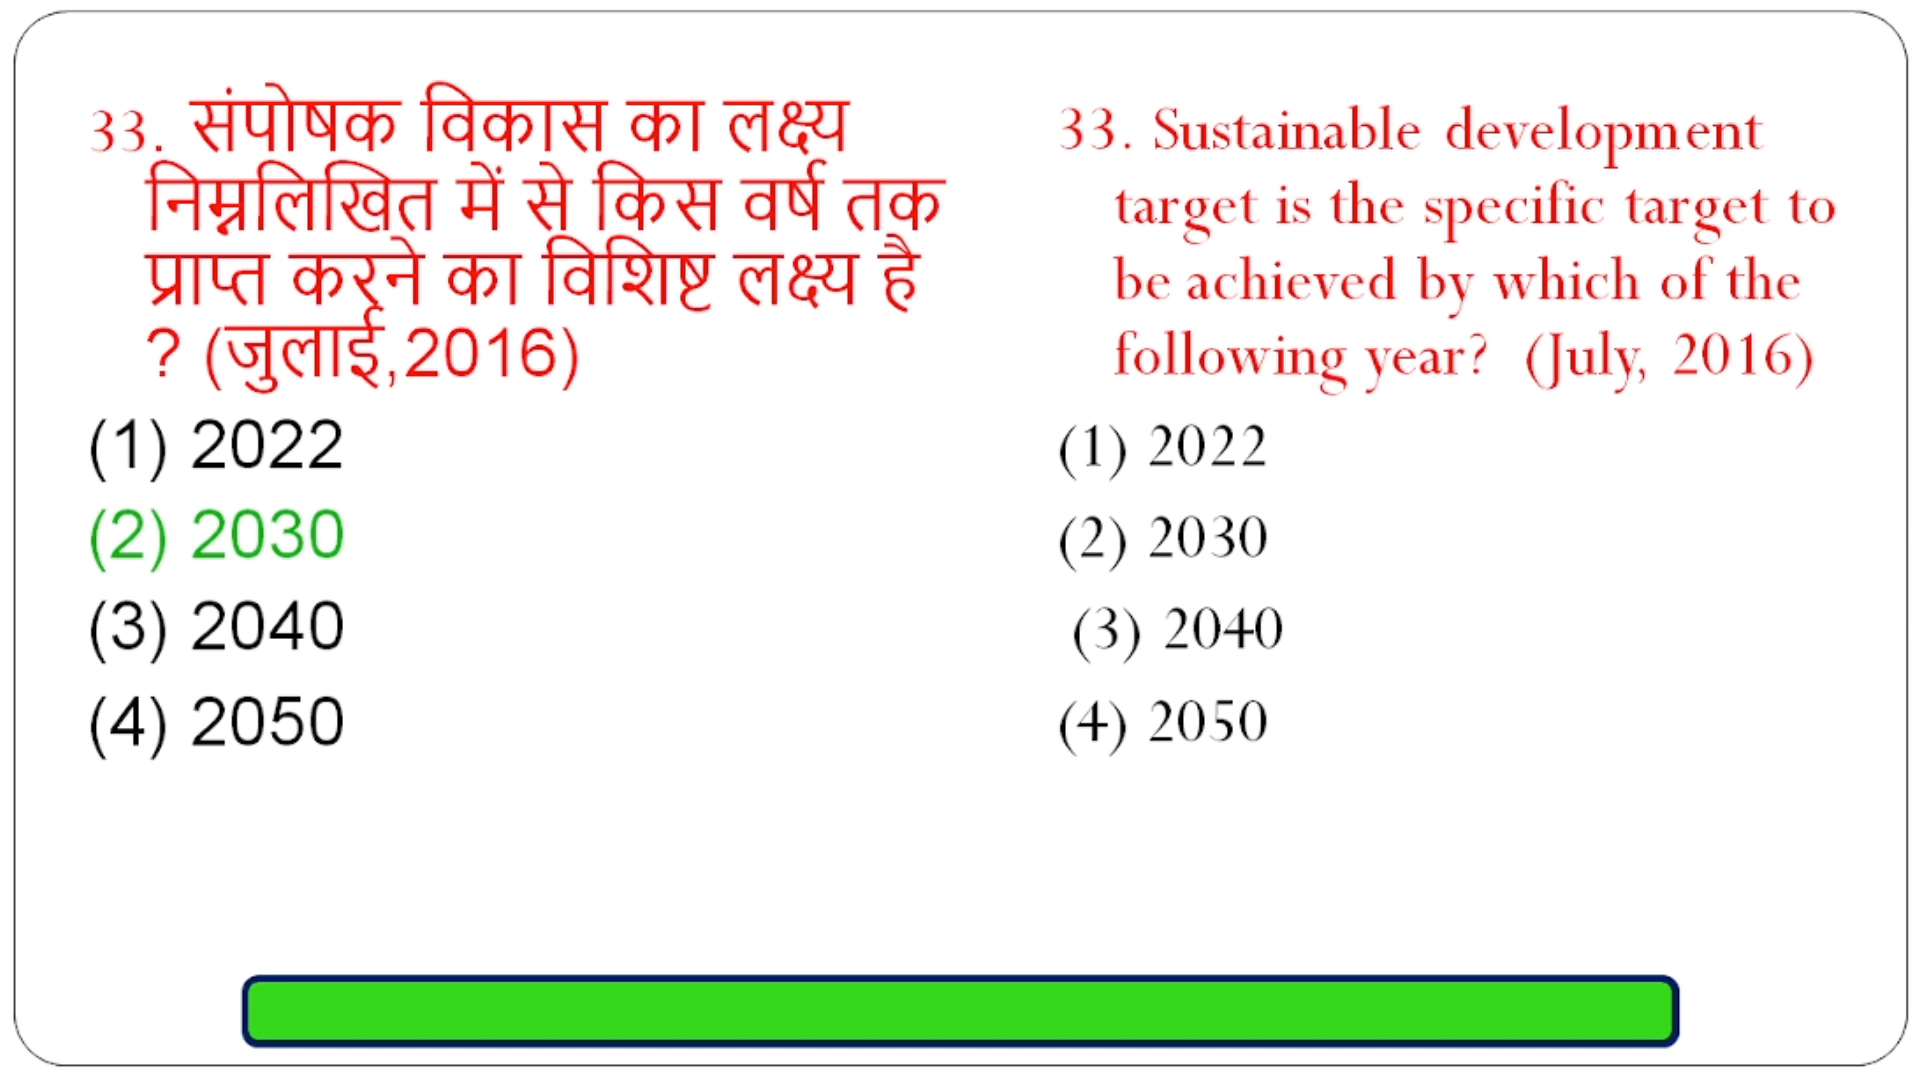 33. संपोषक विकास का लक्ष्य
निम्नलिखित में से किस वर्ष तक
प्राप्त करने का विशिष्ट लक्ष्य है
? (जुलाई,2016)
(1) 2022
(2) 2030
(3) 2040
(4) 2050
33. Sustainable development
target is the specific target to
be achieved by which of the
following year? (July, 2016)
(1) 2022
(2) 2030
(3) 2040
(4) 2050